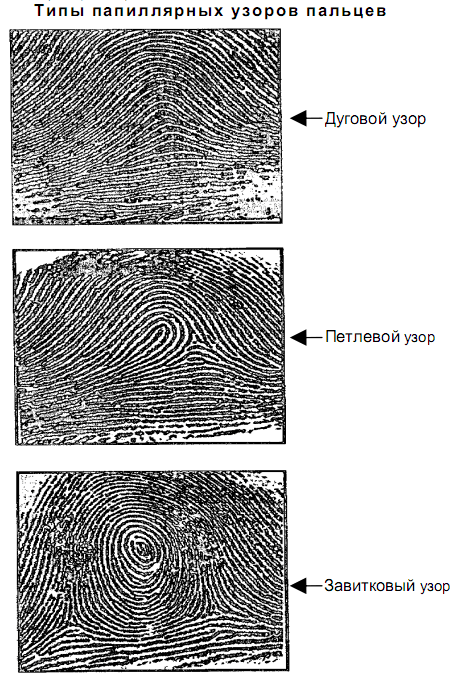 Типы папиллярных узоров пальцев
Дуговой узор
Петлевой узор
Завитковый узор